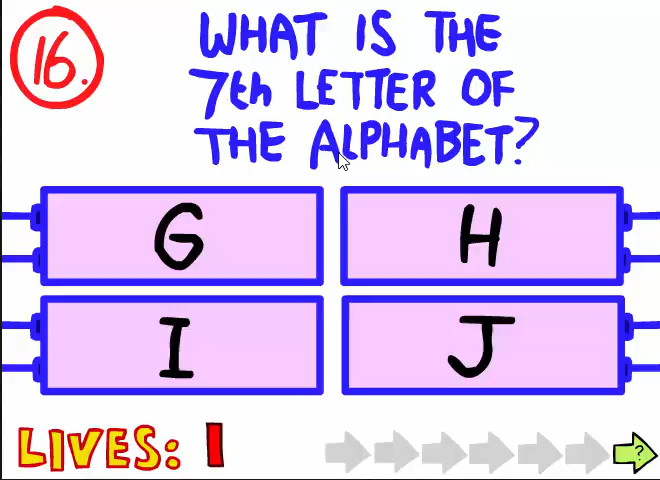 16.
WHAT IS THE
7th LETTER OF
THE ALPHABET?
G
H
I
J
LIVES: 1
?